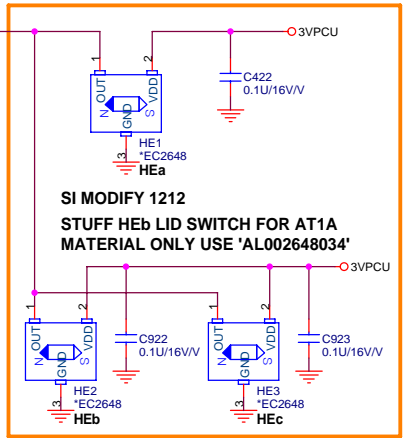 3VPCU
1
2
OUT
VDD
C422
0.1U/16V/V
N
GND
S
3
HE1
*EC2648
HEa
SI MODIFY 1212
STUFF HEb LID SWITCH FOR AT1A
MATERIAL ONLY USE 'AL002648034'
3VPCU
1
2
1
2
OUT
VDD
C922
0.1U/16V/V
OUT
VDD
C923
0.1U/16V/V
N
GND
S
N
GND
S
3
HE2
*EC2648
HEb
3
HE3
*EC2648
HEc